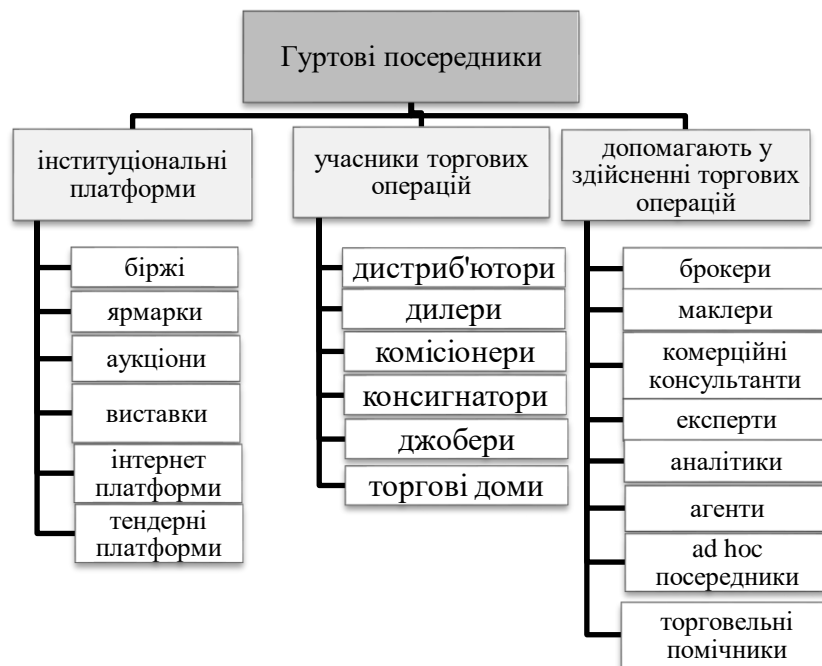 Гуртові посередники
інституціональні
платформи
біржі
ярмарки
аукціони
виставки
інтернет
платформи
тендерні
платформи
учасники торгових
операцій
дистриб'ютори
дилери
комісіонери
консигнатори
джобери
торгові доми
допомагають у
здійсненні торгових
операцій
брокери
маклери
комерційні
консультанти
експерти
аналітики
агенти
ad hoc
посередники
торговельні
помічники